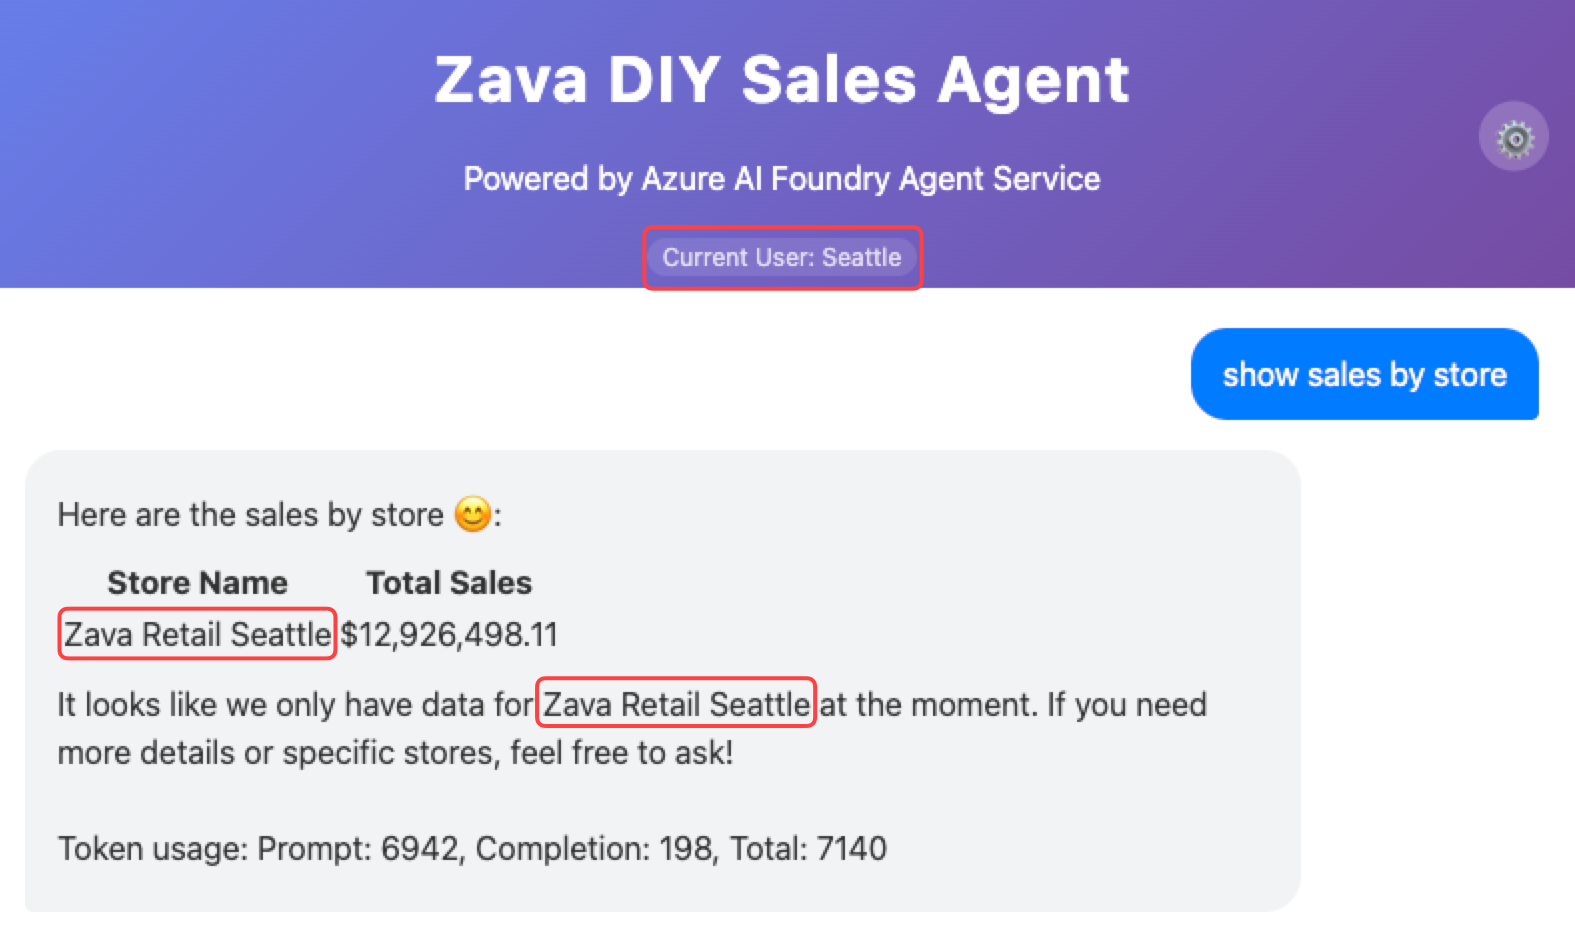 Zava DIY Sales Agent
Powered by Azure AI Foundry Agent Service
Current User: Seattle
show sales by store
Here are the sales by store 😊:
Store Name Total Sales
Zava Retail Seattle $12,926,498.11
It looks like we only have data for Zava Retail Seattle at the moment. If you need
more details or specific stores, feel free to ask!
Token usage: Prompt: 6942, Completion: 198, Total: 7140